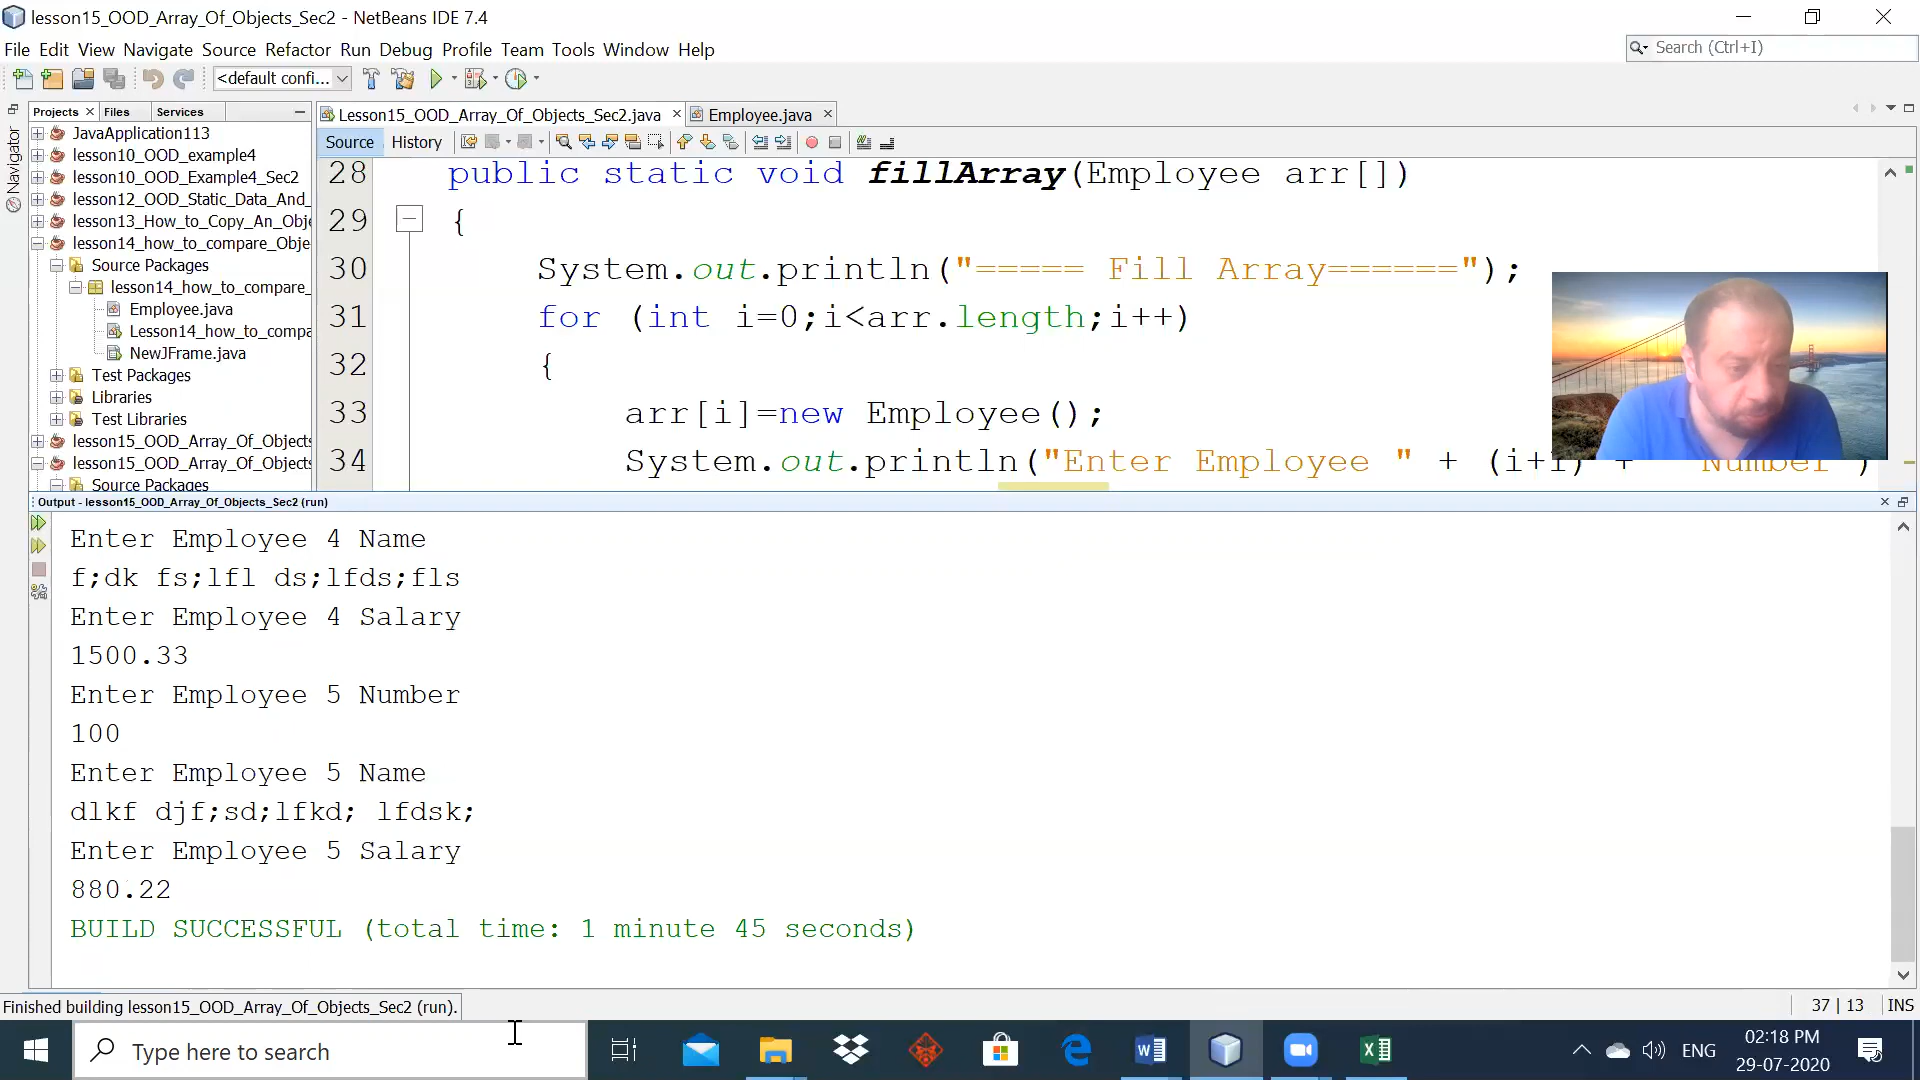 lesson15_OOD_Array_Of_Objects_Sec2 - NetBeans IDE 7.4
File Edit View Navigate Source Refactor Run Debug Profile Team Tools Window Help
Search (Ctrl+I)
<default confi...
Projects Files Services
Lesson15_OOD_Array_Of_Objects_Sec2.java Employee.java
Source History
Navigator
JavaApplication113
lesson10_OOD_example4
lesson10_OOD_Example4_Sec2
lesson12_OOD_Static_Data_And_
lesson13_How_to_Copy_An_Obje
lesson14_how_to_compare_Obje
Source Packages
lesson14_how_to_compare_
Employee.java
Lesson14_how_to_compa
NewJFrame.java
Test Packages
Libraries
Test Libraries
lesson15_OOD_Array_Of_Objects
lesson15_OOD_Array_Of_Objects
Source Packages
28 public static void fillArray(Employee arr[])
29 {
30 System.out.println("===== Fill Array======");
31 for (int i=0;i<arr.length;i++)
32 {
33 arr[i]=new Employee();
34 System.out.println("Enter Employee " + (i+1) + " Number )
Output - lesson15_OOD_Array_Of_Objects_Sec2 (run)
Enter Employee 4 Name
f;dk fs;lfl ds;lfds;fls
Enter Employee 4 Salary
1500.33
Enter Employee 5 Number
100
Enter Employee 5 Name
dlkf djf;sd;lfkd; lfdsk;
Enter Employee 5 Salary
880.22
BUILD SUCCESSFUL (total time: 1 minute 45 seconds)
Finished building lesson15_OOD_Array_Of_Objects_Sec2 (run).
37 | 13 INS
Type here to search
ENG
02:18 PM
29-07-2020